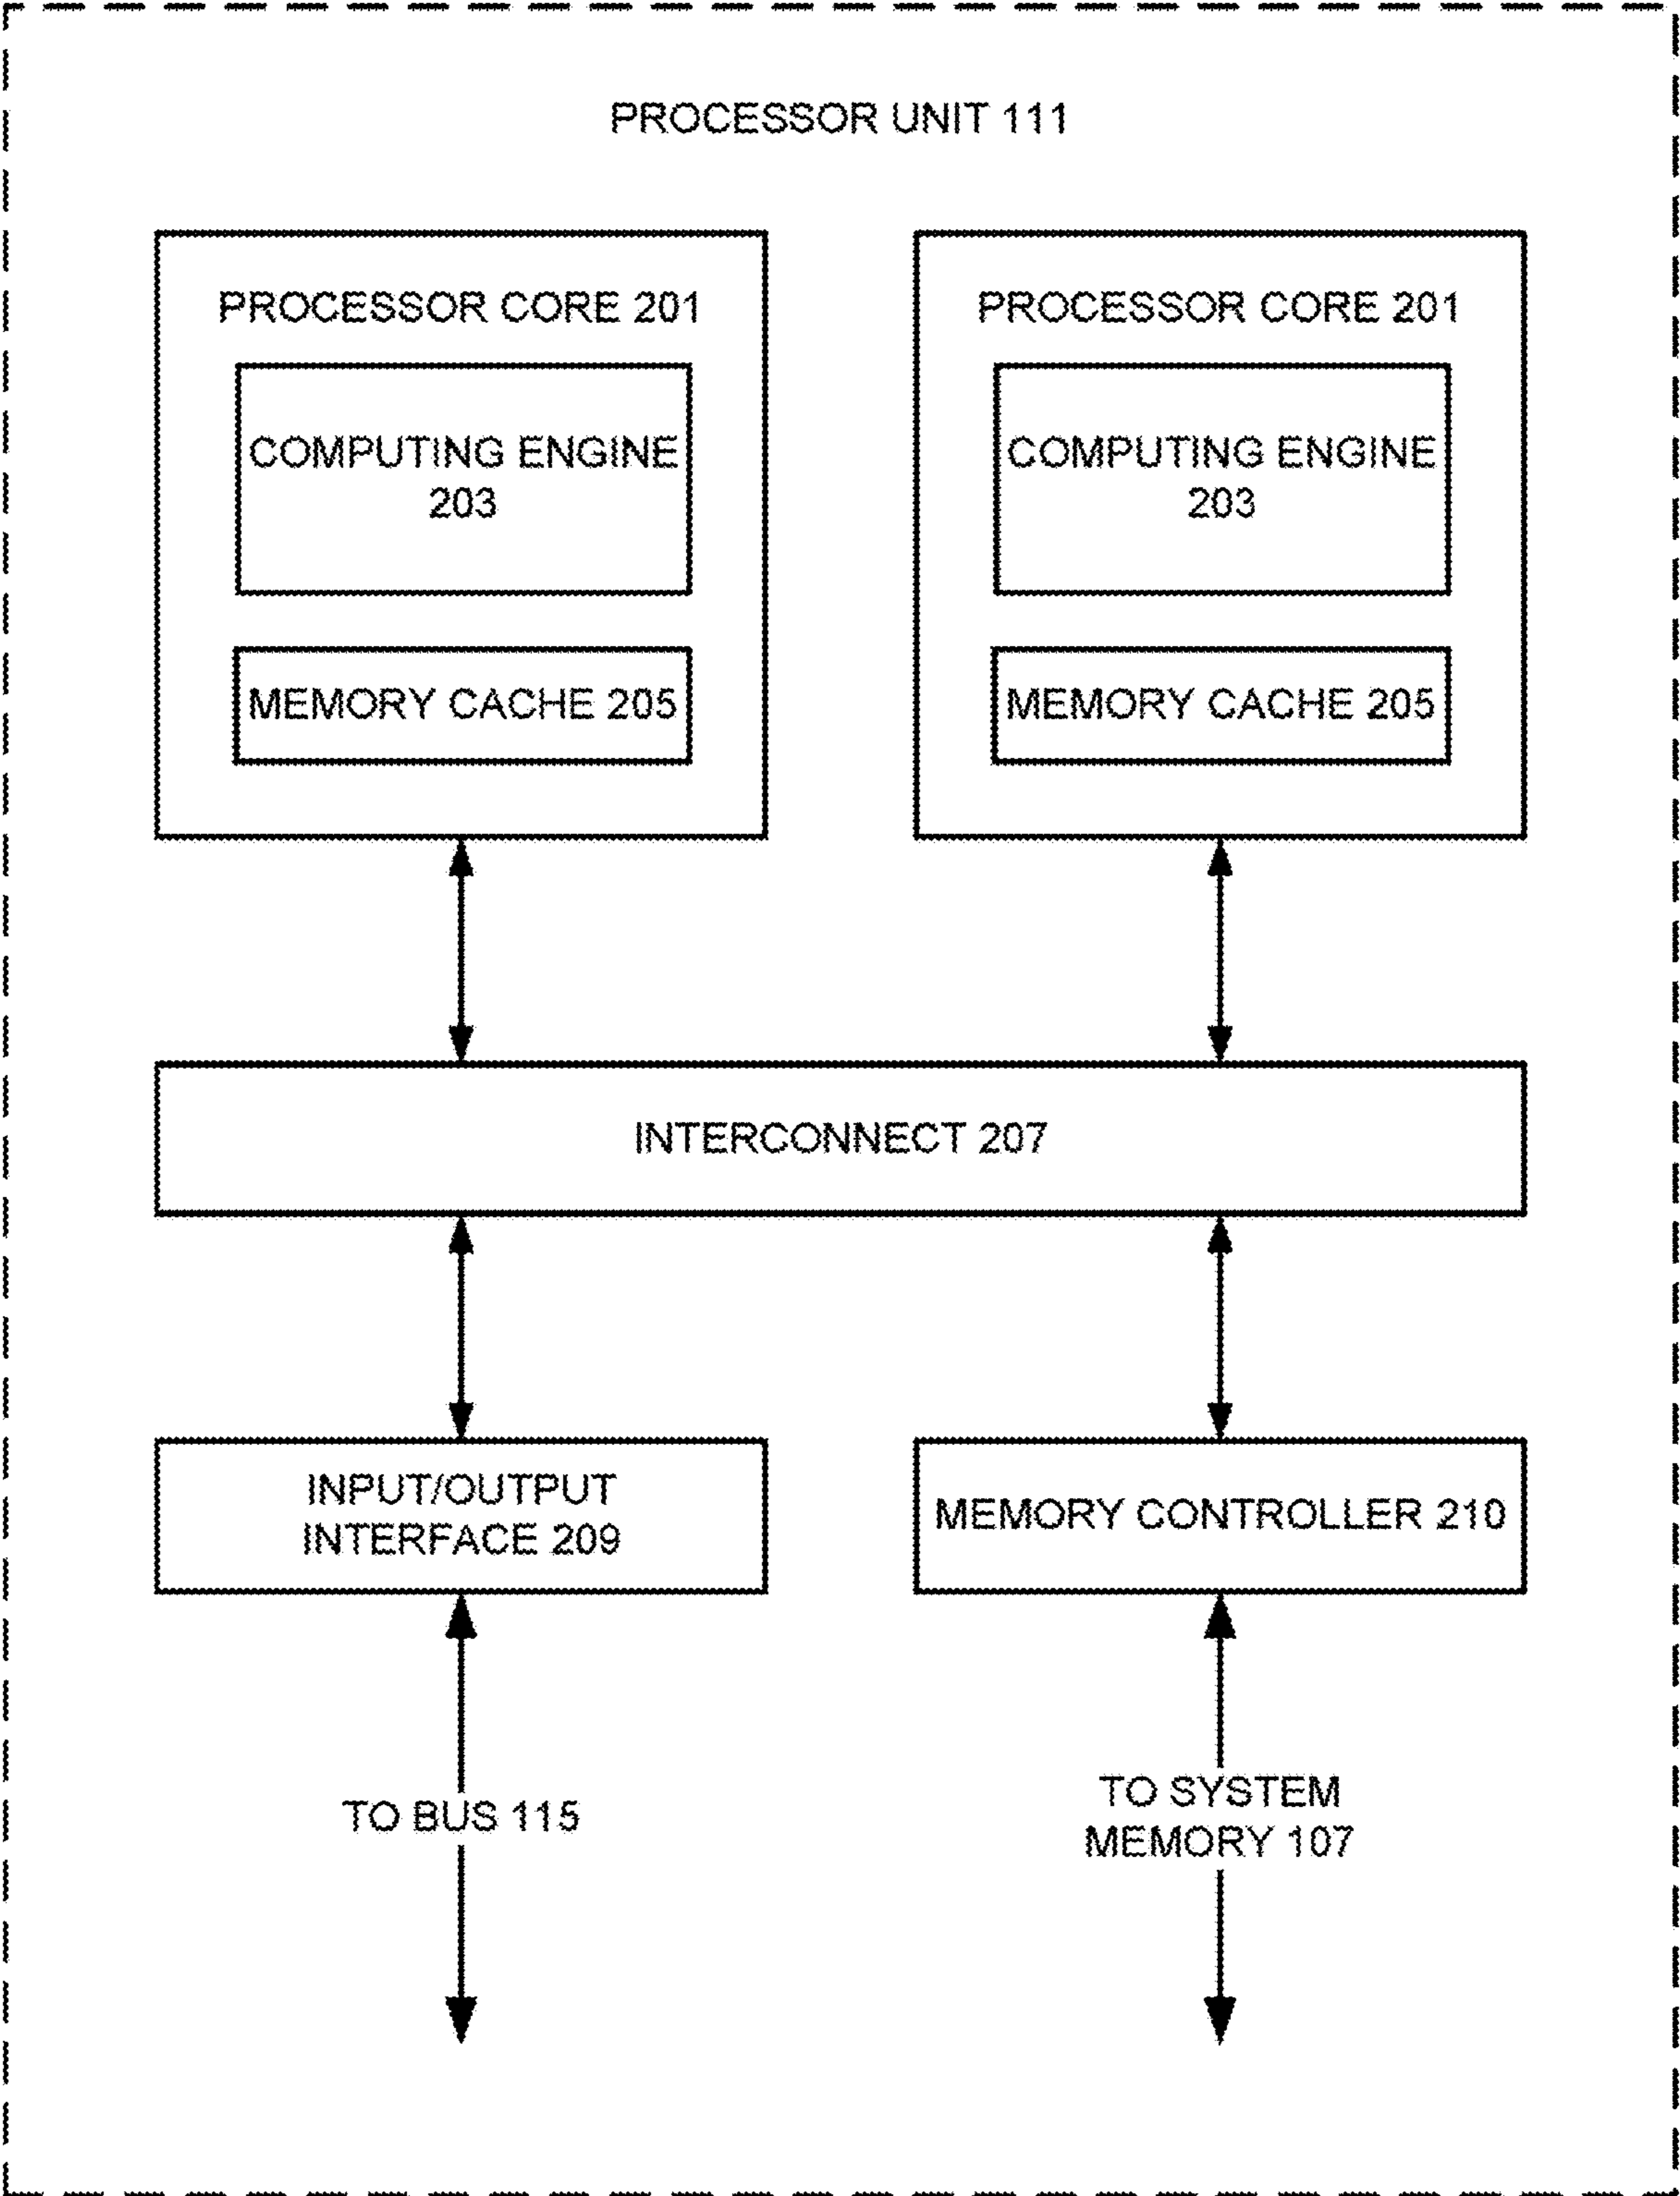 PROCESSOR UNIT 111
PROCESSOR CORE 201
COMPUTING ENGINE
203
MEMORY CACHE 205
PROCESSOR CORE 201
COMPUTING ENGINE
203
MEMORY CACHE 205
INTERCONNECT 207
INPUT/OUTPUT
INTERFACE 209
MEMORY CONTROLLER 210
TO BUS 115
TO SYSTEM
MEMORY 107